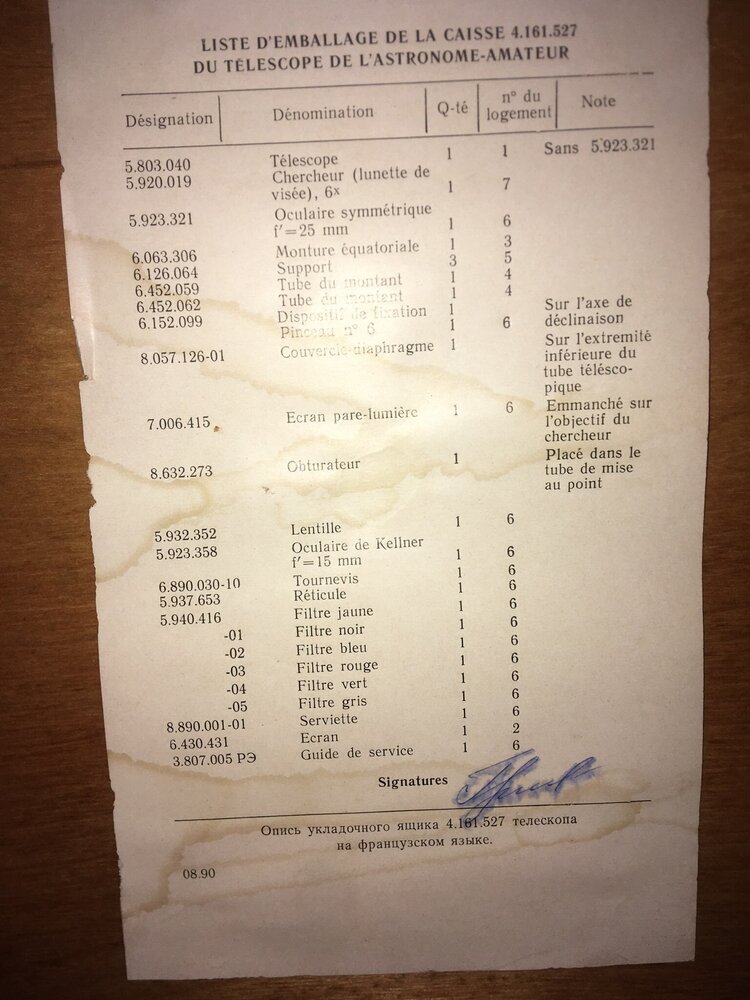 LISTE D'EMBALLAGE DE LA CAISSE 4.161.527
DU TÉLESCOPE DE L'ASTRONOME-AMATEUR
Désignation Dénomination Q-té n° du logement Note
5.803.040 Télescope 1 1 Sans 5.923.321
5.920.019 Chercheur (lunette de
visée), 6x 1 7
5.923.321 Oculaire symmétrique
f'=25 mm 1 6
6.063.306 Monture équatoriale 1 3
6.126.064 Support 3 5
6.452.059 Tube du montant 1 4
6.452.062 Tube du montant 1 4
6.152.099 Dispositif de fixation 1 Sur l'axe de
Pinceau n° 6 1 6 déclinaison
8.057.126-01 Couvercle-diaphragme 1 Sur l'extremité
inférieure du
tube téléscо-
pique
7.006.415 Ecran pare-lumière 1 6 Emmanché sur
l'objectif du
chercheur
8.632.273 Obturateur 1 Placé dans le
tube de mise
au point
5.932.352 Lentille 1 6
5.923.358 Oculaire de Kellner
f'=15 mm 1 6
6.890.030-10 Tournevis 1 6
5.937.653 Réticule 1 6
5.940.416 Filtre jaune 1 6
-01 Filtre noir 1 6
-02 Filtre bleu 1 6
-03 Filtre rouge 1 6
-04 Filtre vert 1 6
-05 Filtre gris 1 6
8.890.001-01 Serviette 1 6
6.430.431 Ecran 1 2
3.807.005 РЭ Guide de service 1 6
Signatures
Опись укладочного ящика 4.161.527 телескопа
на французском языке.
08.90